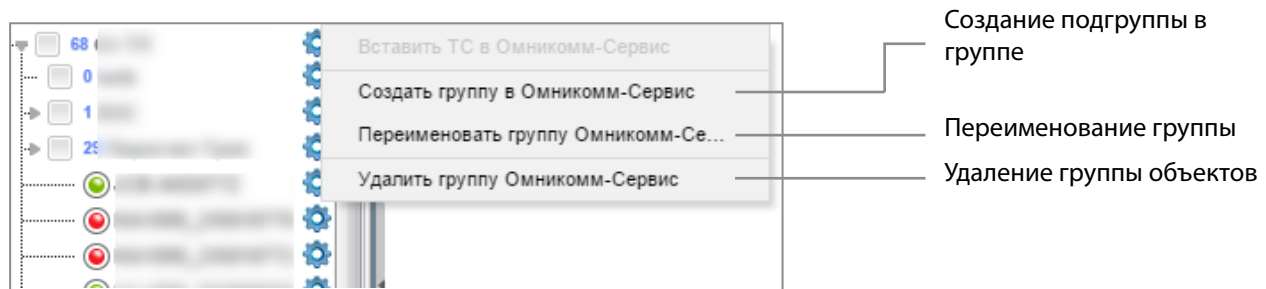 68
0
1
29
Вставить ТС в Омникомм-Сервис
Создать группу в Омникомм-Сервис
Переименовать группу Омникомм-Се...
Удалить группу Омникомм-Сервис
Создание подгруппы в
группе
Переименование группы
Удаление группы объектов